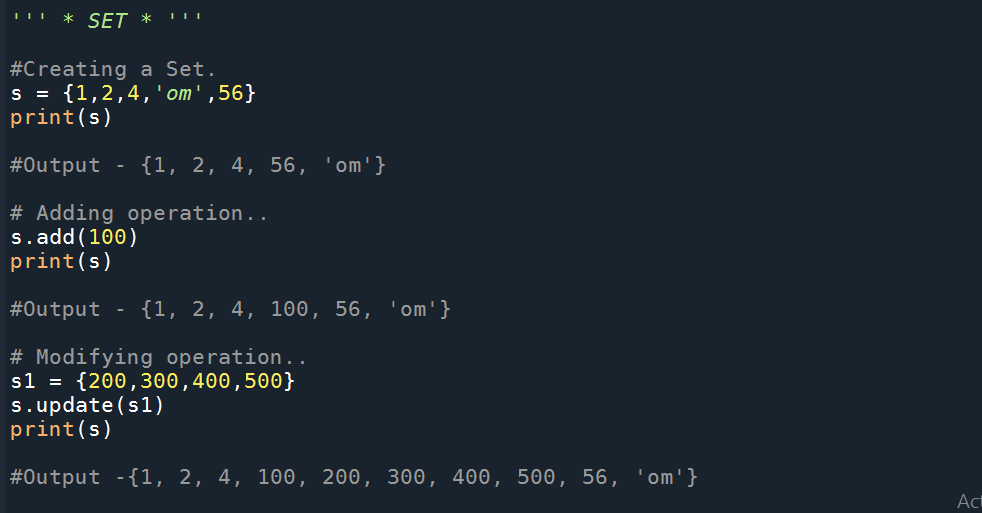 ''' * SET * '''
#Creating a Set.
s = {1,2,4,'om',56}
print(s)
#Output - {1, 2, 4, 56, 'om'}
# Adding operation..
s.add(100)
print(s)
#Output - {1, 2, 4, 100, 56, 'om'}
# Modifying operation..
s1 = {200,300,400,500}
s.update(s1)
print(s)
#Output -{1, 2, 4, 100, 200, 300, 400, 500, 56, 'om'}